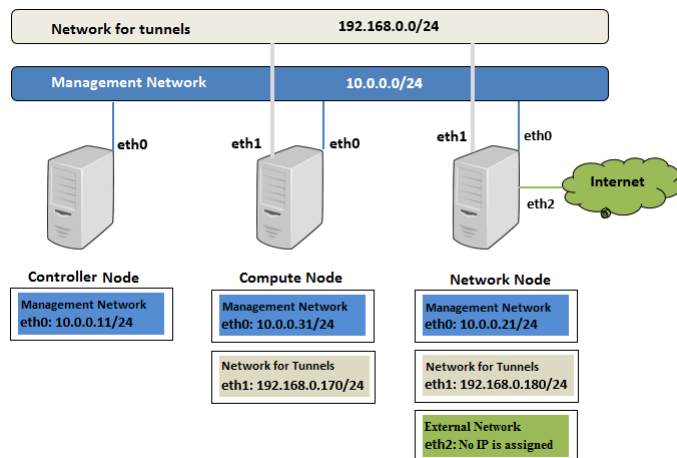 Network for tunnels 192.168.0.0/24
Management Network 10.0.0.0/24
eth0
eth1
eth0
eth1
eth0
eth2
Internet
Controller Node
Management Network
eth0: 10.0.0.11/24
Compute Node
Management Network
eth0: 10.0.0.31/24
Network for Tunnels
eth1: 192.168.0.170/24
Network Node
Management Network
eth0: 10.0.0.21/24
Network for Tunnels
eth1: 192.168.0.180/24
External Network
eth2: No IP is assigned